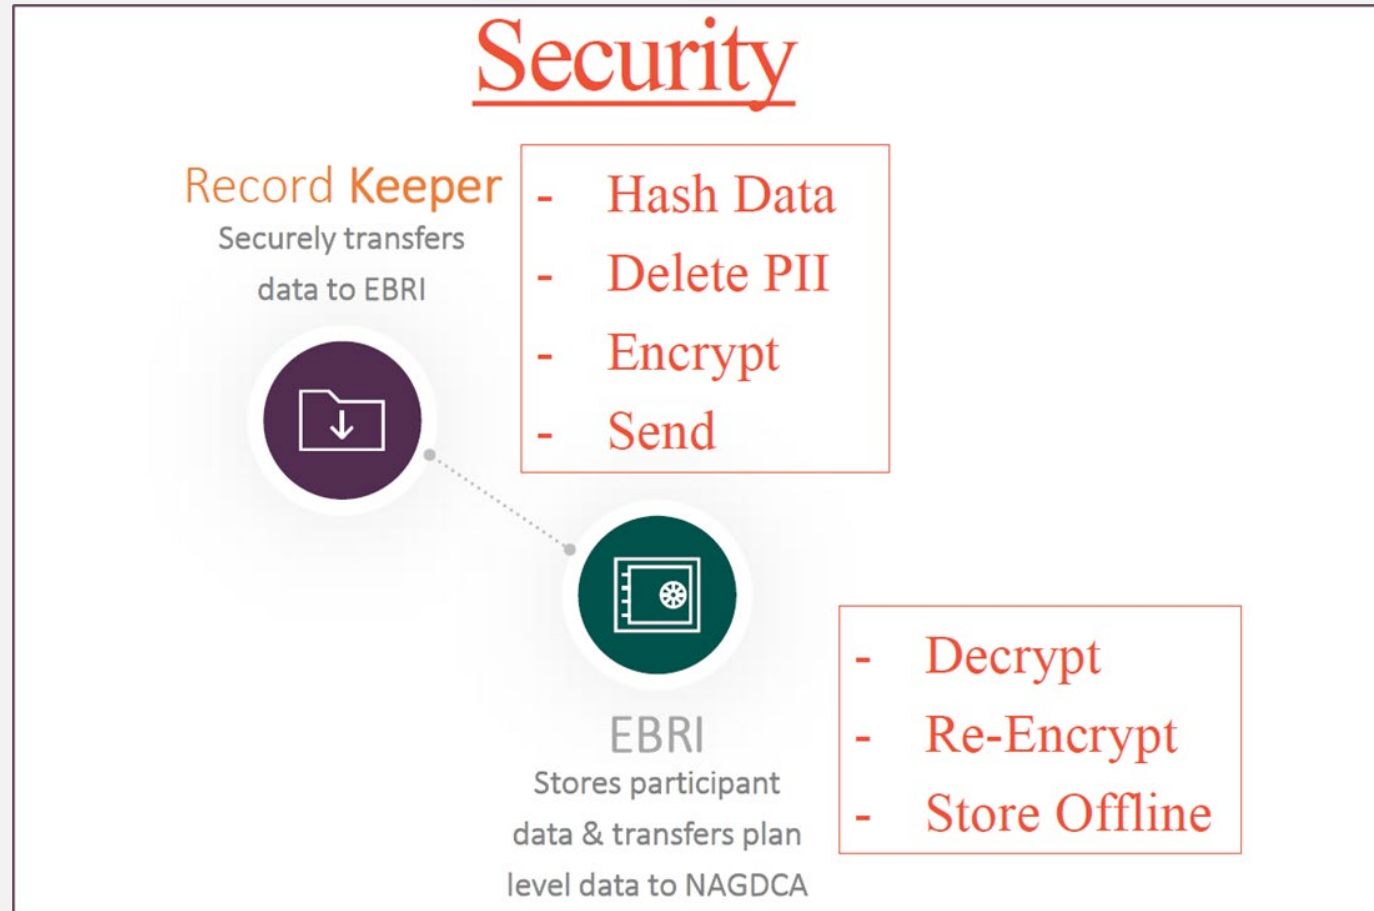 Security
Record Keeper
Securely transfers
data to EBRI
- Hash Data
- Delete PII
- Encrypt
- Send
EBRI
Stores participant
data & transfers plan
level data to NAGDCA
- Decrypt
- Re-Encrypt
- Store Offline